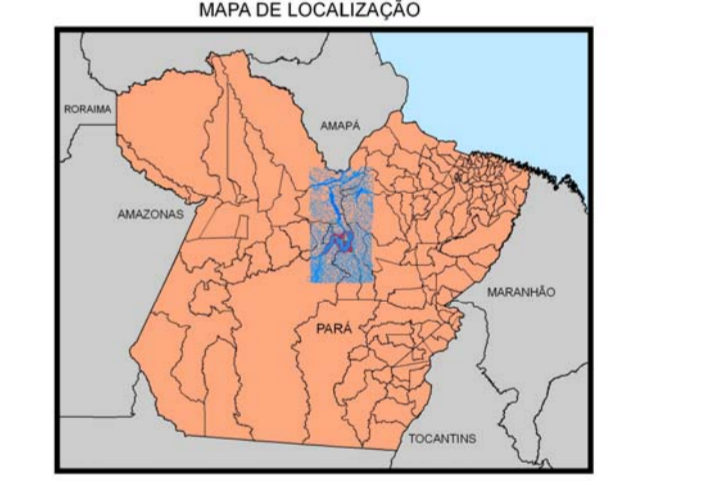 MAPA DE LOCALIZAÇÃO
RORAIMA
AMAPÁ
AMAZONAS
MARANHÃO
PARÁ
TOCANTINS